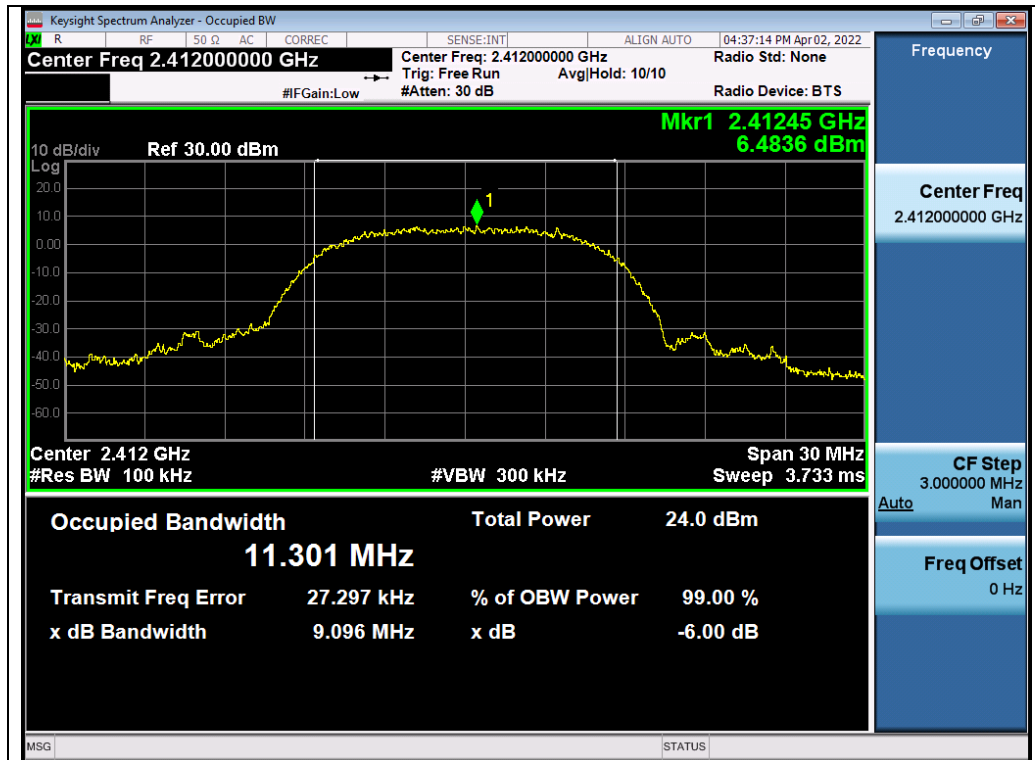 Keysight Spectrum Analyzer - Occupied BW
LXI R RF 50 Ω AC CORREC SENSE:INT ALIGN AUTO 04:37:14 PM Apr 02, 2022
Center Freq 2.412000000 GHz
Center Freq: 2.412000000 GHz Radio Std: None
Trig: Free Run Avg|Hold: 10/10
#IFGain:Low #Atten: 30 dB Radio Device: BTS
Mkr1 2.41245 GHz
6.4836 dBm
10 dB/div Ref 30.00 dBm
Log
20.0
1
10.0
0.00
-10.0
-20.0
-30.0
-40.0
-50.0
-60.0
Center 2.412 GHz Span 30 MHz
#Res BW 100 kHz #VBW 300 kHz Sweep 3.733 ms
Occupied Bandwidth Total Power 24.0 dBm
11.301 MHz
Transmit Freq Error 27.297 kHz % of OBW Power 99.00 %
x dB Bandwidth 9.096 MHz x dB -6.00 dB
Frequency
Center Freq
2.412000000 GHz
CF Step
3.000000 MHz
Auto Man
Freq Offset
0 Hz
MSG STATUS